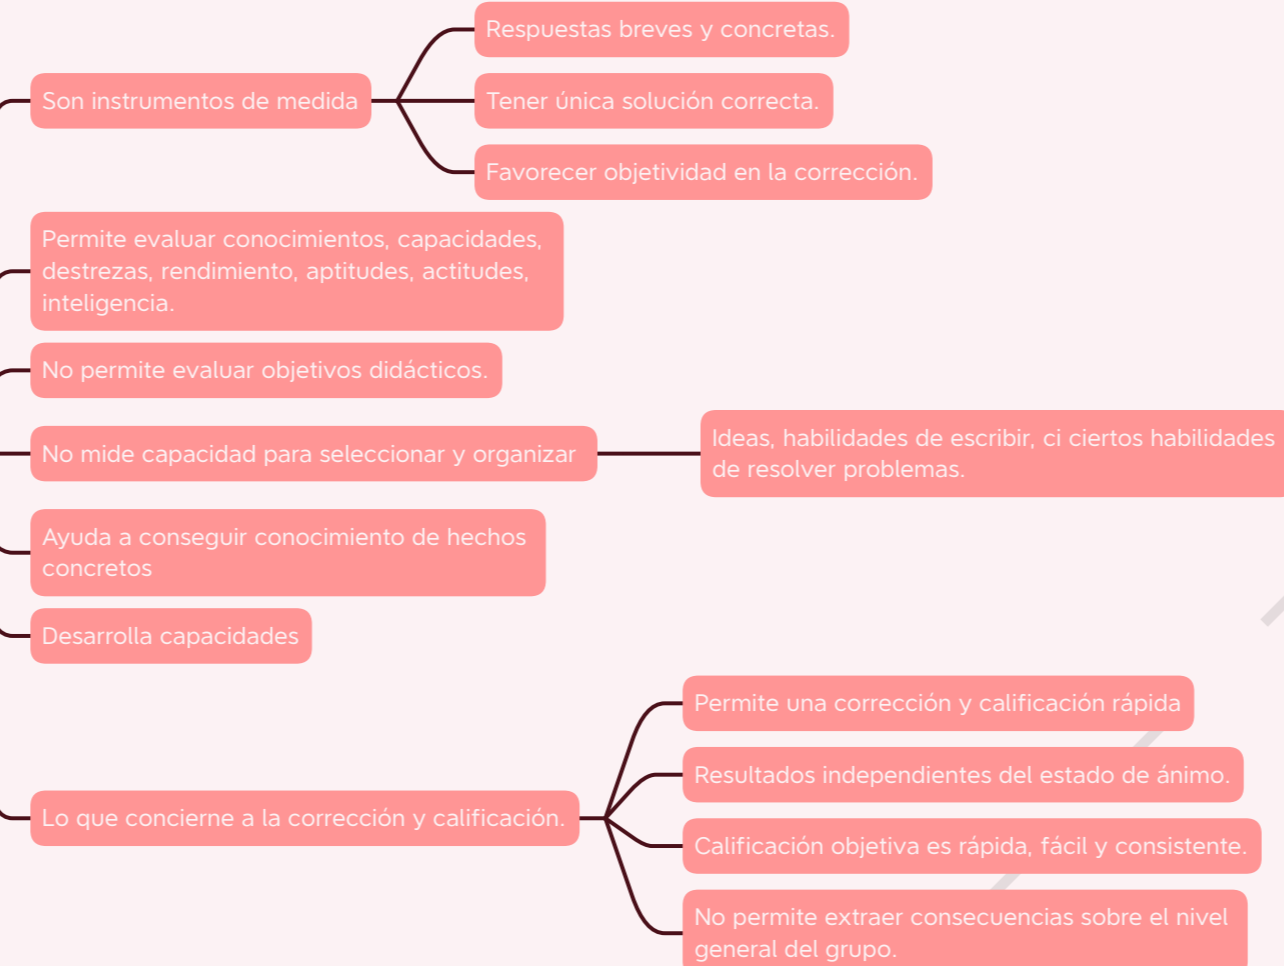 Son instrumentos de medida
Respuestas breves y concretas.
Tener única solución correcta.
Favorecer objetividad en la corrección.
Permite evaluar conocimientos, capacidades,
destrezas, rendimiento, aptitudes, actitudes,
inteligencia.
No permite evaluar objetivos didácticos.
No mide capacidad para seleccionar y organizar
Ideas, habilidades de escribir, ci ciertos habilidades
de resolver problemas.
Ayuda a conseguir conocimiento de hechos
concretos
Desarrolla capacidades
Lo que concierne a la corrección y calificación.
Permite una corrección y calificación rápida
Resultados independientes del estado de ánimo.
Calificación objetiva es rápida, fácil y consistente.
No permite extraer consecuencias sobre el nivel
general del grupo.